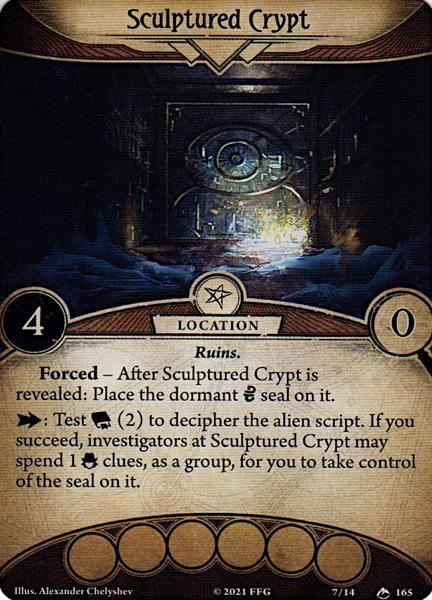 Sculptured Crypt
4
LOCATION
0
Ruins.
Forced – After Sculptured Crypt is
revealed: Place the dormant seal on it.
: Test (2) to decipher the alien script. If you
succeed, investigators at Sculptured Crypt may
spend 1 clues, as a group, for you to take control
of the seal on it.
Illus. Alexander Chelyshev © 2021 FFG 7/14 165